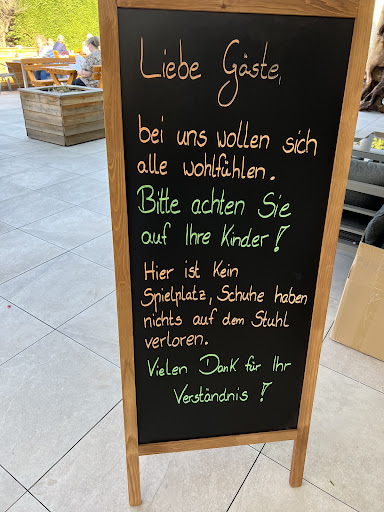 Liebe Gäste,
bei uns wollen sich
alle wohlfühlen.
Bitte achten Sie
auf Ihre Kinder!
Hier ist Kein
Spielplatz, Schuhe haben
nichts auf dem Stuhl
verloren.
Vielen Dank für Ihr
Verständnis!